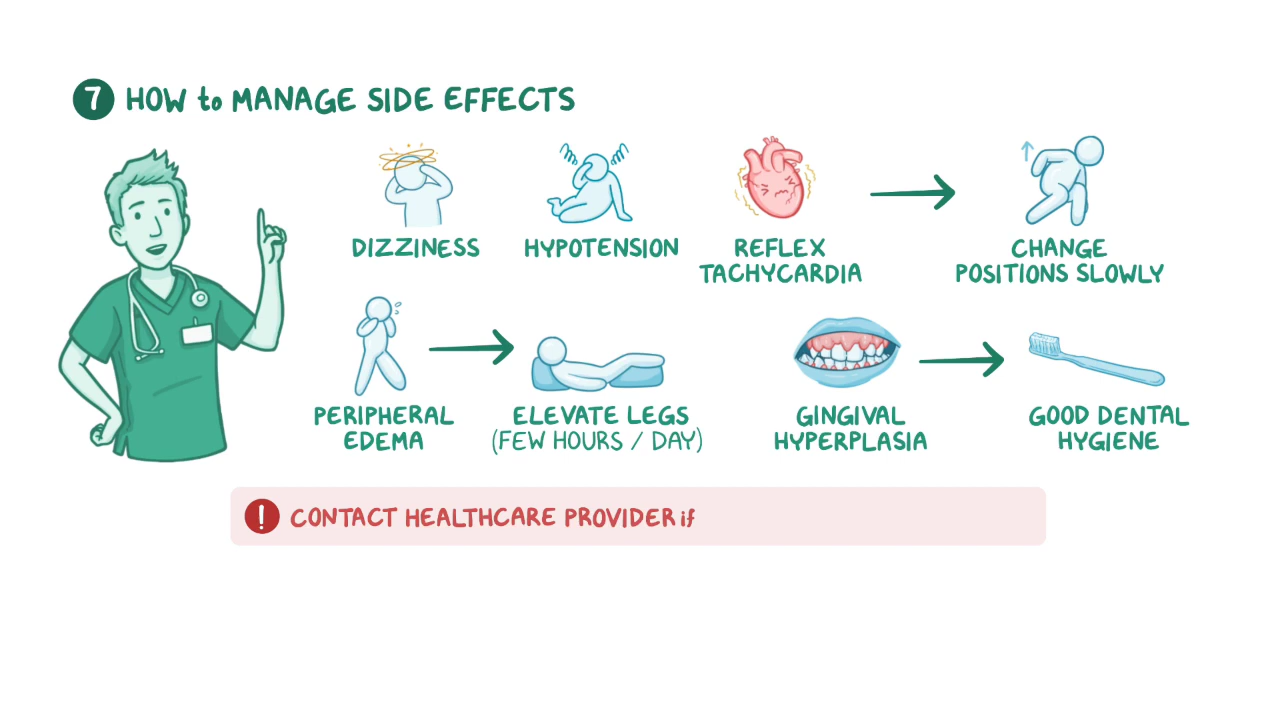 7 HOW to MANAGE SIDE EFFECTS
DIZZINESS
HYPOTENSION
REFLEX
TACHYCARDIA
CHANGE
POSITIONS SLOWLY
PERIPHERAL
EDEMA
ELEVATE LEGS
(FEW HOURS / DAY)
GINGIVAL
HYPERPLASIA
GOOD DENTAL
HYGIENE
! CONTACT HEALTHCARE PROVIDER if